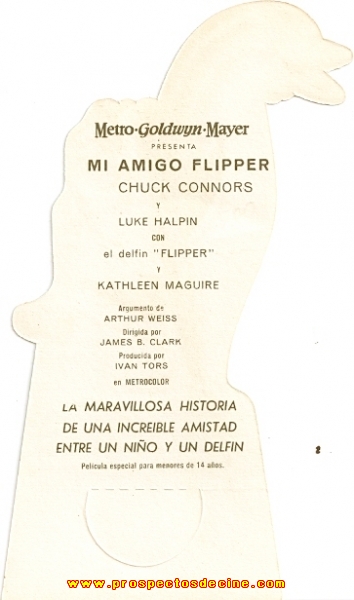 Metro-Goldwyn-Mayer
PRESENTA
MI AMIGO FLIPPER
CHUCK CONNORS
Y
LUKE HALPIN
CON
el delfin "FLIPPER"
Y
KATHLEEN MAGUIRE
Argumento de
ARTHUR WEISS
Dirigida por
JAMES B. CLARK
Producida por
IVAN TORS
en METROCOLOR
LA MARAVILLOSA HISTORIA
DE UNA INCREIBLE AMISTAD
ENTRE UN NIÑO Y UN DELFIN
Película especial para menores de 14 años.
www.prospectosdecine.com